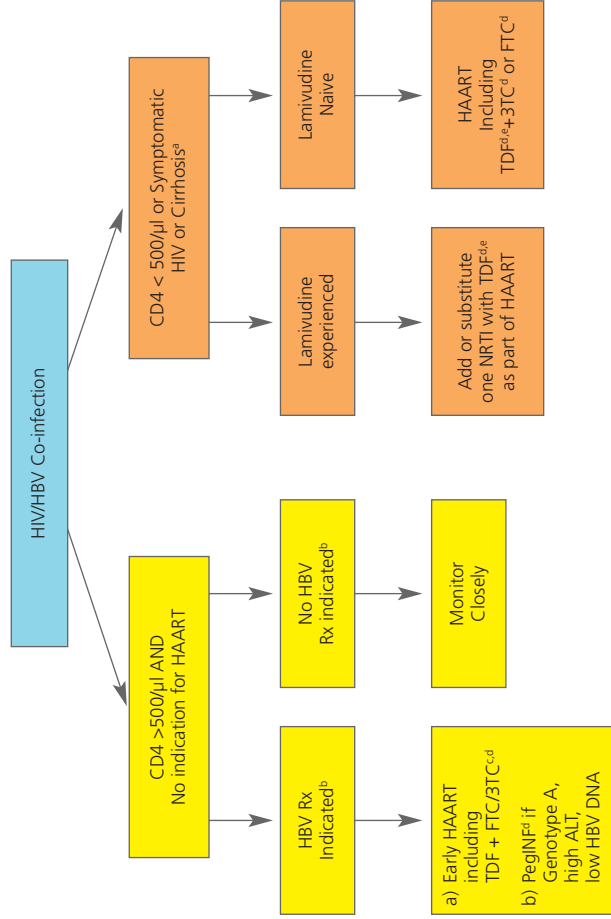 HIV/HBV Co-infection
CD4 >500/µl AND
No indication for HAART
CD4 < 500/µl or Symptomatic
HIV or Cirrhosisᵃ
HBV Rx
Indicatedᵇ
No HBV
Rx indicatedᵇ
Lamivudine
experienced
Lamivudine
Naive
a) Early HAART
including
TDF + FTC/3TCᶜ,ᵈ
b) PegINFᵈ if
Genotype A,
high ALT,
low HBV DNA
Monitor
Closely
Add or substitute
one NRTI with TDFᵈ,ᵉ
as part of HAART
HAART
Including
TDFᵈ,ᵉ+3TCᵈ or FTCᵈ